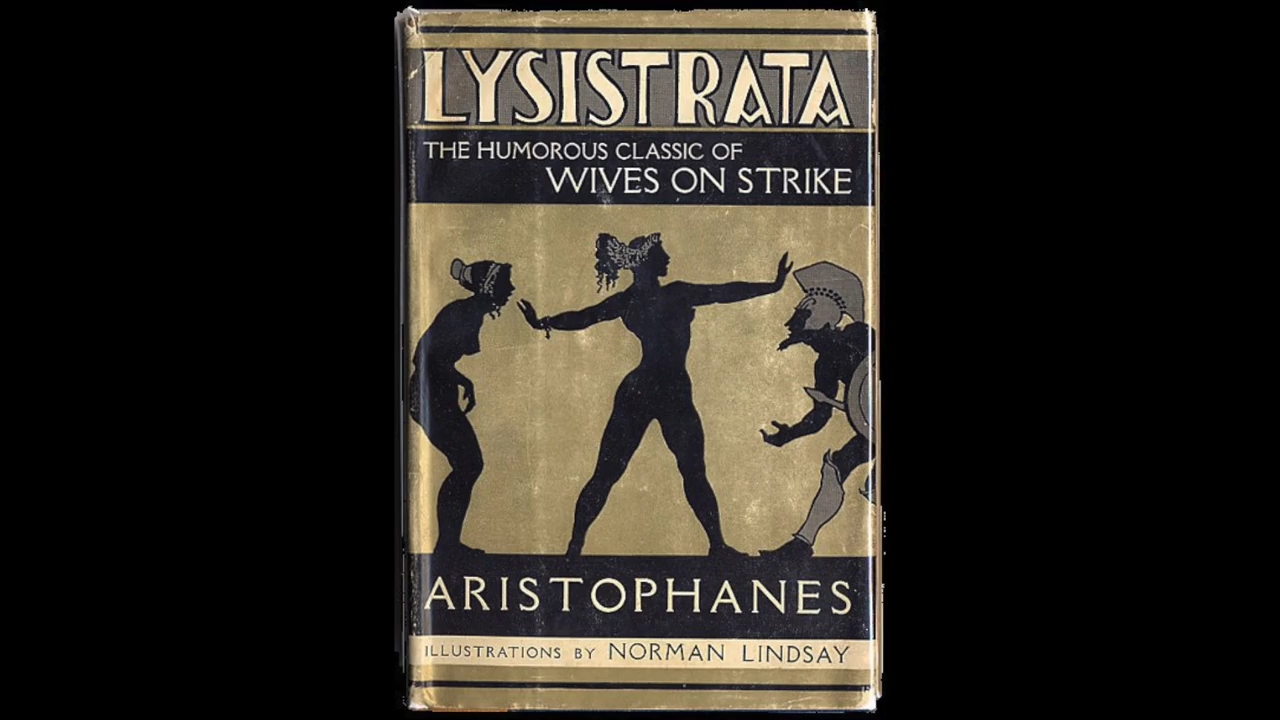 LYSISTRATA
THE HUMOROUS CLASSIC OF
WIVES ON STRIKE
ARISTOPHANES
ILLUSTRATIONS BY NORMAN LINDSAY